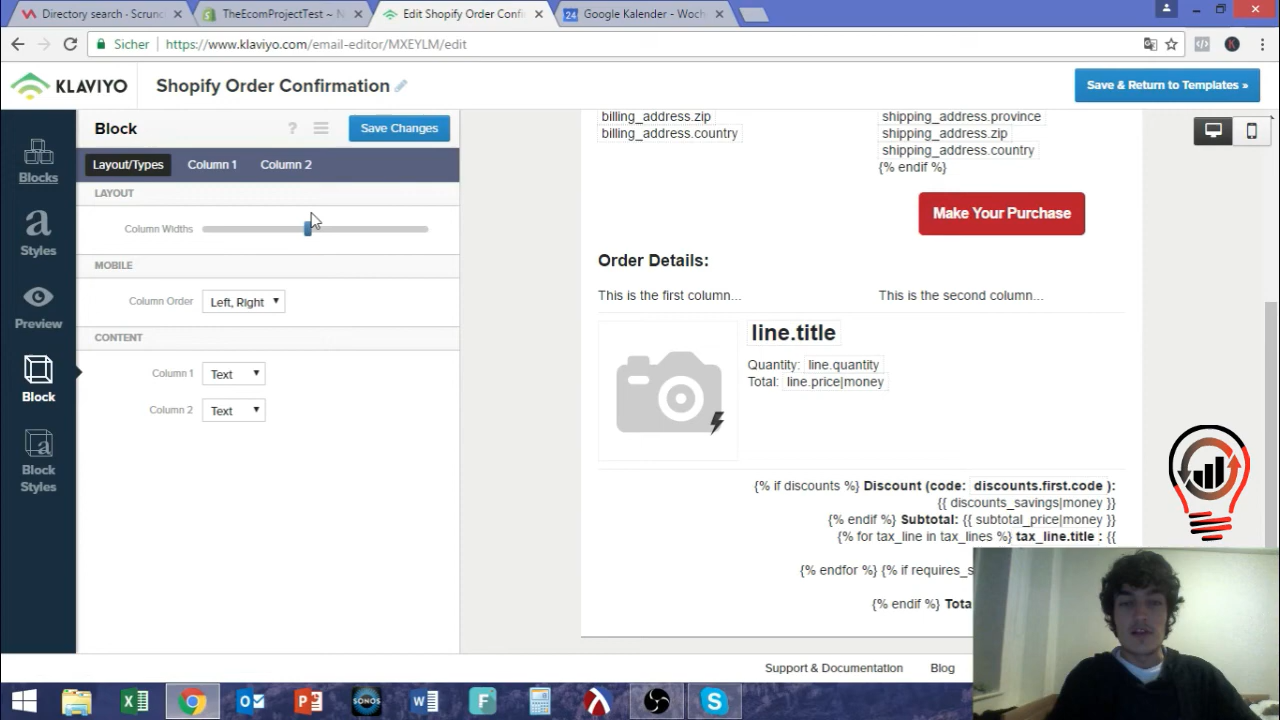 Directory search - Scrunc
TheEcomProjectTest ~ N
Edit Shopify Order Confir
Google Kalender - Woch
Sicher
https://www.klaviyo.com/email-editor/MXEYLM/edit
KLAVIYO
Shopify Order Confirmation
Save & Return to Templates »
Block
?
Save Changes
Layout/Types
Column 1
Column 2
LAYOUT
Column Widths
MOBILE
Column Order
Left, Right
CONTENT
Column 1
Text
Column 2
Text
Blocks
Styles
Preview
Block
Block
Styles
billing_address.zip
billing_address.country
shipping_address.province
shipping_address.zip
shipping_address.country
{% endif %}
Make Your Purchase
Order Details:
This is the first column...
This is the second column...
line.title
Quantity: line.quantity
Total: line.price|money
{% if discounts %} Discount (code: discounts.first.code ):
{{ discounts_savings|money }}
{% endif %} Subtotal: {{ subtotal_price|money }}
{% for tax_line in tax_lines %} tax_line.title : {{
{% endfor %} {% if requires_s
{% endif %} Tota
Support & Documentation
Blog